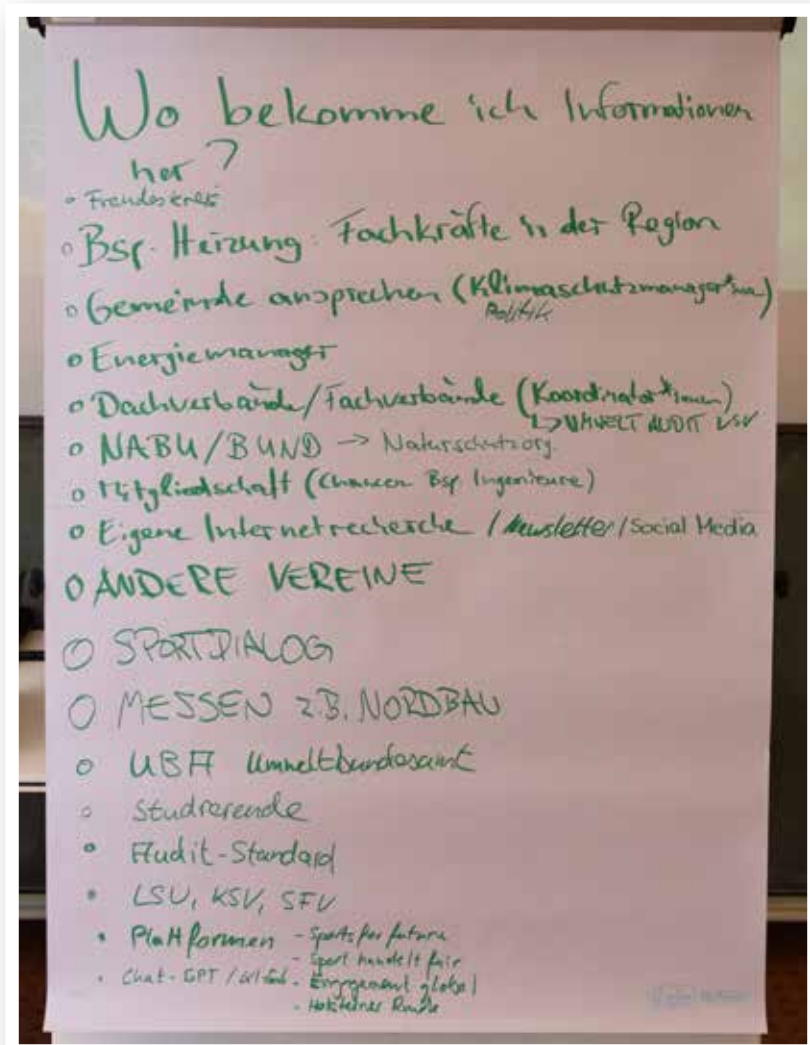 Wo bekomme ich Informationen
her?
o Freundeskreis
o Bsp. Heizung: Fachkräfte in der Region
o Gemeinde ansprechen (Klimaschutzmanager*inn)
Politik
o Energiemanager
o Dachverbände/Fachverbände (Koordinator*innen)
↳ UMWELT AUDIT LSV
o NABU/BUND → Naturschutzorg.
o Mitgliedschaft (Chancen Bsp. Ingenieure)
o Eigene Internetrecherche / Newsletter / Social Media
O ANDERE VEREINE
O SPORTDIALOG
O MESSEN z.B. NORDBAU
o UBA Umweltbundesamt
o Studierende
• Audit-Standard
• LSV, KSV, SFV
• Plattformen - Sports for future
- Sport handelt fair
• Chat-GPT / - Engagement global
- Holsteiner Runde